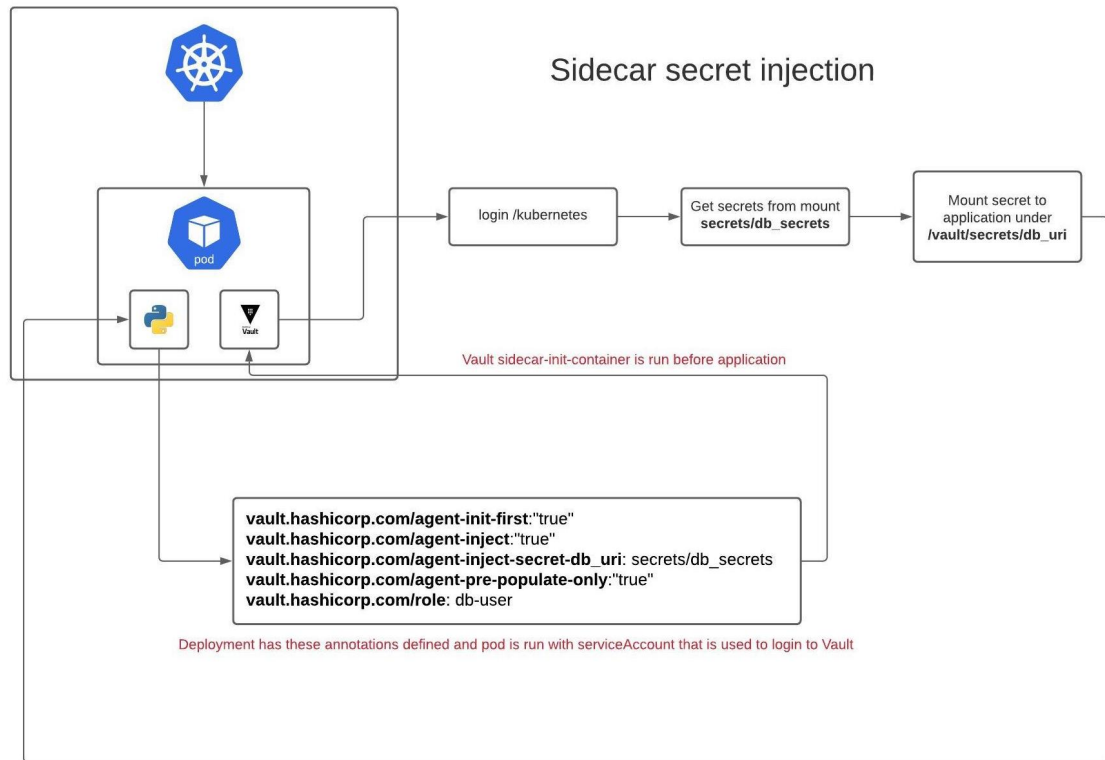 Sidecar secret injection
pod
Vault
login /kubernetes
Get secrets from mount
secrets/db_secrets
Mount secret to
application under
/vault/secrets/db_uri
Vault sidecar-init-container is run before application
vault.hashicorp.com/agent-init-first:"true"
vault.hashicorp.com/agent-inject:"true"
vault.hashicorp.com/agent-inject-secret-db_uri: secrets/db_secrets
vault.hashicorp.com/agent-pre-populate-only:"true"
vault.hashicorp.com/role: db-user
Deployment has these annotations defined and pod is run with serviceAccount that is used to login to Vault